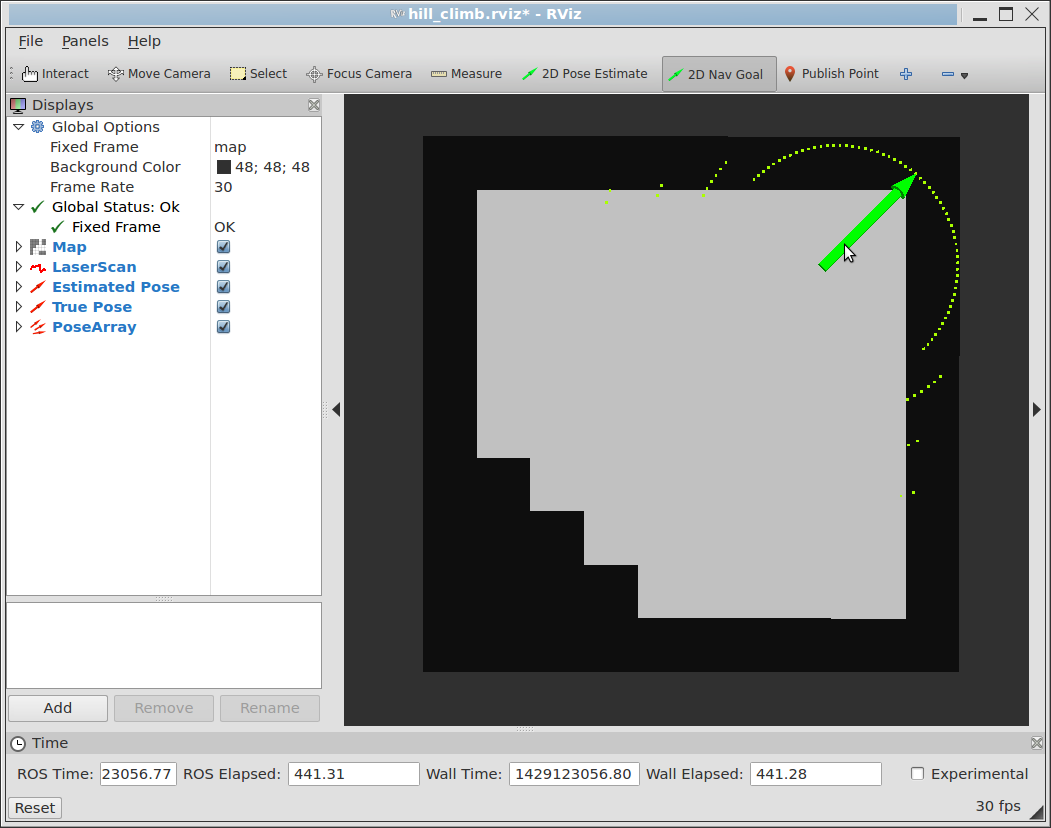 RViz hill_climb.rviz* - RViz
File Panels Help
Interact Move Camera Select Focus Camera Measure 2D Pose Estimate 2D Nav Goal Publish Point
Displays
Global Options
Fixed Frame map
Background Color 48; 48; 48
Frame Rate 30
Global Status: Ok
Fixed Frame OK
Map
LaserScan
Estimated Pose
True Pose
PoseArray
Add Remove Rename
Time
ROS Time: 23056.77 ROS Elapsed: 441.31 Wall Time: 1429123056.80 Wall Elapsed: 441.28 Experimental
Reset 30 fps